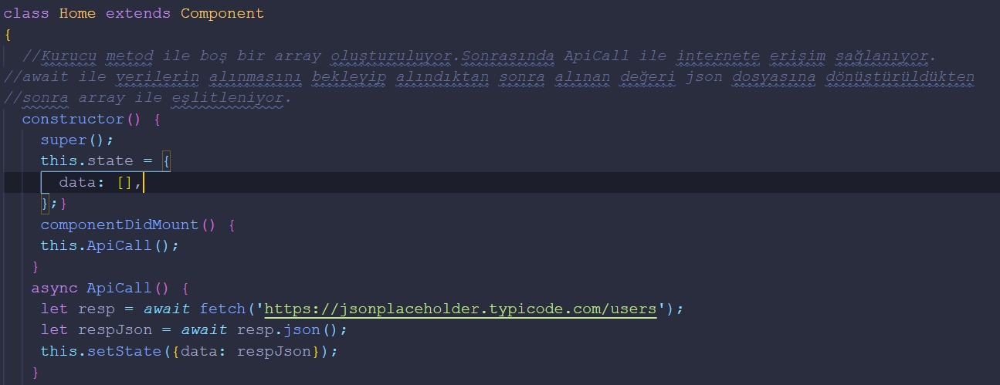 class Home extends Component
{
//Kurucu metod ile boş bir array oluşturuluyor.Sonrasında ApiCall ile internete erişim sağlanıyor.
//await ile verilerin alınmasını bekleyip alındıktan sonra alınan değeri json dosyasına dönüştürüldükten
//sonra array ile eşlitleniyor.
constructor() {
super();
this.state = {
data: [],
};}
componentDidMount() {
this.ApiCall();
}
async ApiCall() {
let resp = await fetch('https://jsonplaceholder.typicode.com/users');
let respJson = await resp.json();
this.setState({data: respJson});
}